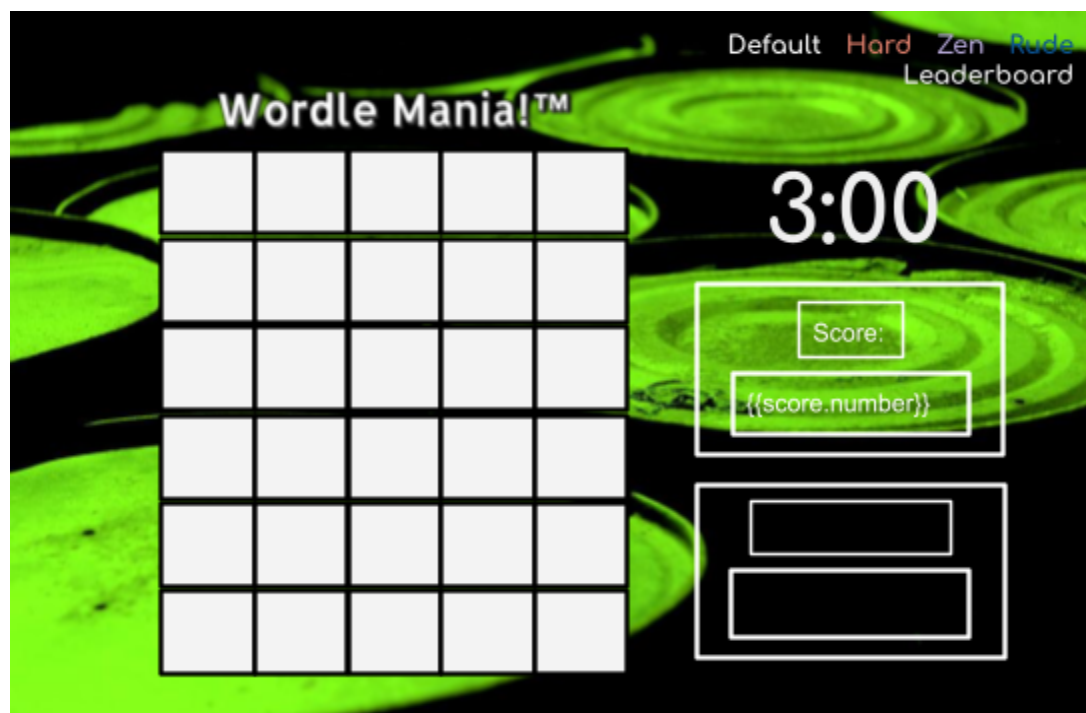 Default Hard Zen Rude
Leaderboard
Wordle Mania!™
3:00
Score:
{{score.number}}